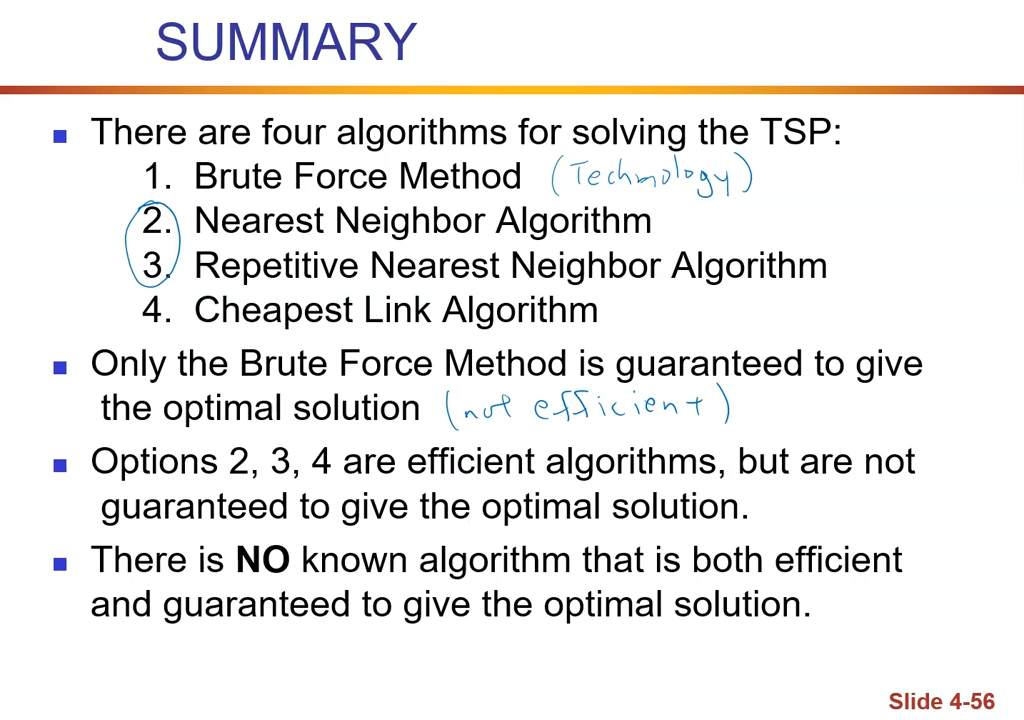 SUMMARY
There are four algorithms for solving the TSP:
1. Brute Force Method (Technology)
2. Nearest Neighbor Algorithm
3. Repetitive Nearest Neighbor Algorithm
4. Cheapest Link Algorithm
Only the Brute Force Method is guaranteed to give
the optimal solution (not efficient)
Options 2, 3, 4 are efficient algorithms, but are not
guaranteed to give the optimal solution.
There is NO known algorithm that is both efficient
and guaranteed to give the optimal solution.
Slide 4-56